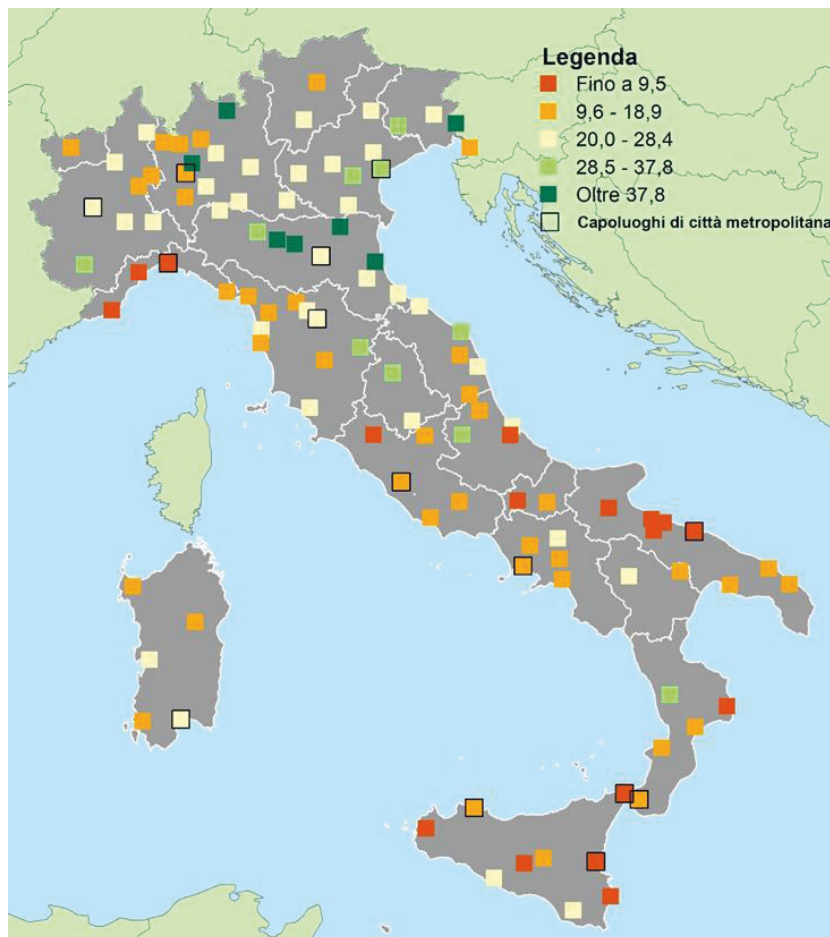 Legenda
Fino a 9,5
9,6 - 18,9
20,0 - 28,4
28,5 - 37,8
Oltre 37,8
Capoluoghi di città metropolitana